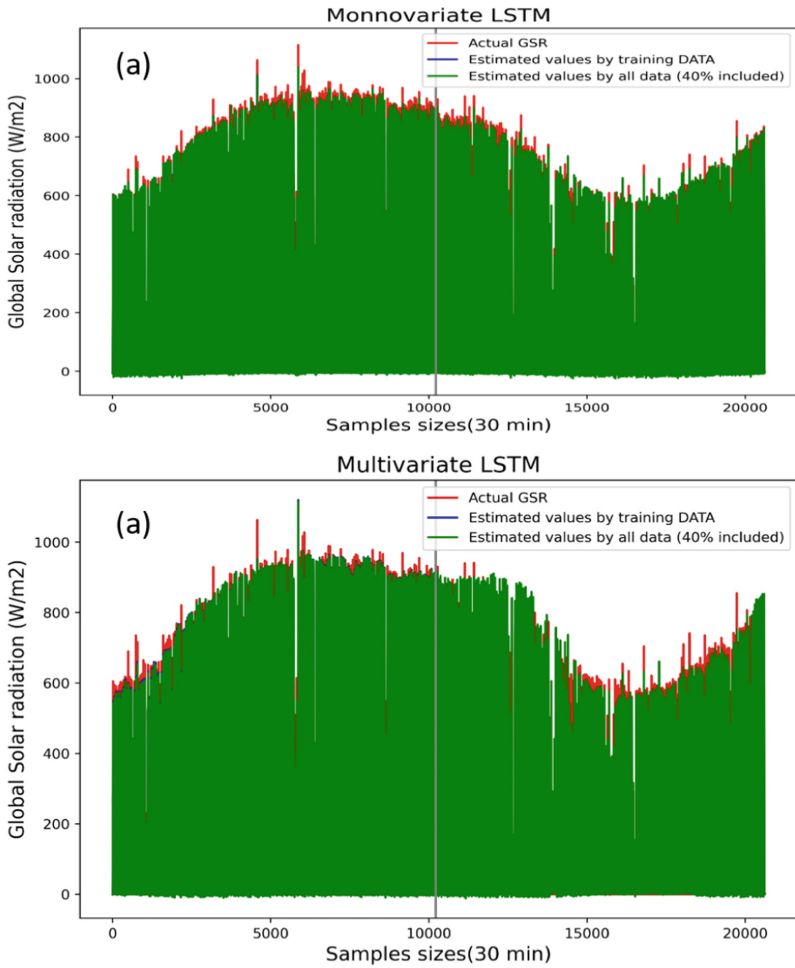 Monnovariate LSTM
(a)
Actual GSR
Estimated values by training DATA
Estimated values by all data (40% included)
Global Solar radiation (W/m2)
1000
800
600
400
200
0
0 5000 10000 15000 20000
Samples sizes(30 min)
Multivariate LSTM
(a)
Actual GSR
Estimated values by training DATA
Estimated values by all data (40% included)
Global Solar radiation (W/m2)
1000
800
600
400
200
0
0 5000 10000 15000 20000
Samples sizes(30 min)